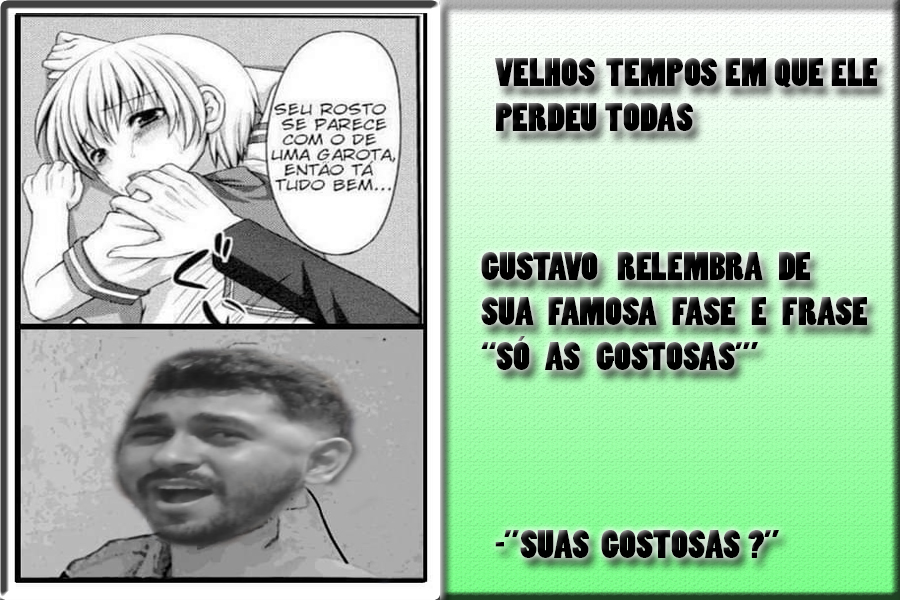 SEU ROSTO
SE PARECE
COM O DE
UMA GAROTA,
ENTÃO TÁ
TUDO BEM...
VELHOS TEMPOS EM QUE ELE
PERDEU TODAS
GUSTAVO RELEMBRA DE
SUA FAMOSA FASE E FRASE
“SÓ AS GOSTOSAS”’
-”SUAS GOSTOSAS ?”